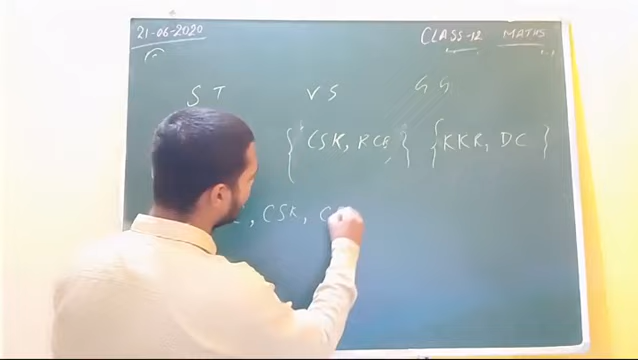 21-06-2020 CLASS-12 MATHS
S T V S G G
{ CSK, RCB } { KKR, DC }
, CSK, C